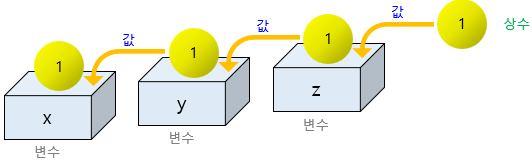 값 값 값
1 1 1 1 상수
x y z
변수 변수 변수